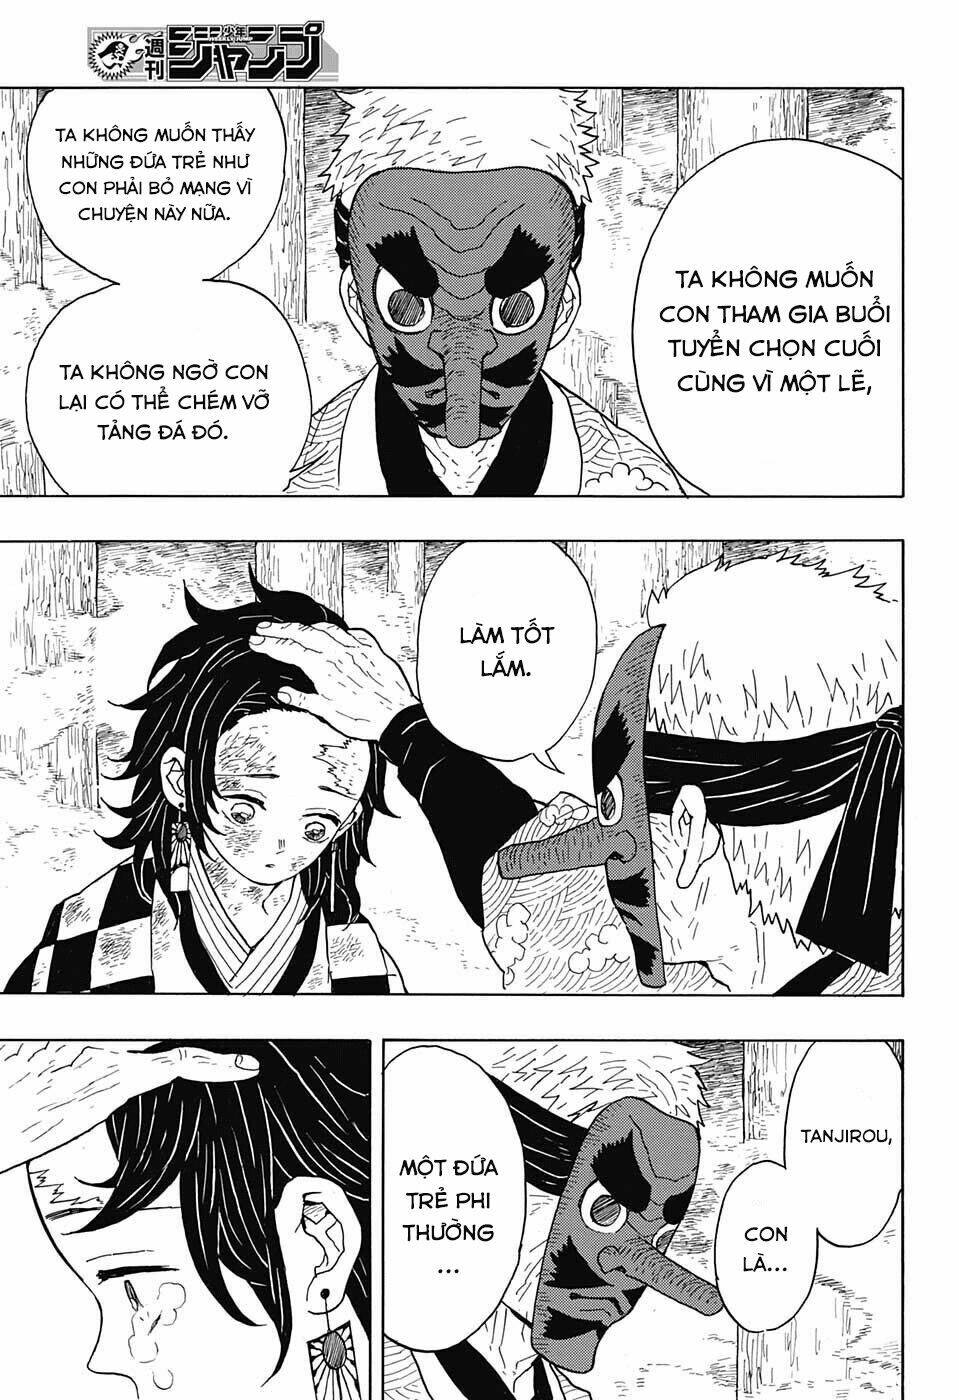 週刊
少年
WEEKLY JUMP
ジャンプ
TA KHÔNG MUỐN
CON THAM GIA BUỔI
TUYỂN CHỌN CUỐI
CÙNG VÌ MỘT LẼ,
TA KHÔNG MUỐN THẤY
NHỮNG ĐỨA TRẺ NHƯ
CON PHẢI BỎ MẠNG VÌ
CHUYỆN NÀY NỮA.
TA KHÔNG NGỜ CON
LẠI CÓ THỂ CHÉM VỠ
TẢNG ĐÁ ĐÓ.
LÀM TỐT
LẮM.
TANJIROU,
CON
LÀ...
MỘT ĐỨA
TRẺ PHI
THƯỜNG
...